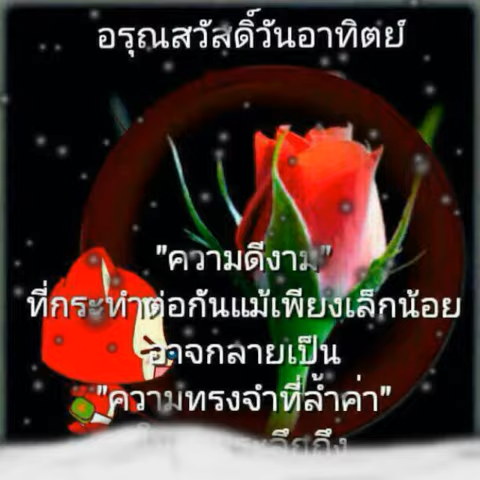 อรุณสวัสดิ์วันอาทิตย์
"ความดีงาม"
ที่กระทำต่อกันแม้เพียงเล็กน้อย
อาจกลายเป็น
"ความทรงจำที่ล้ำค่า"